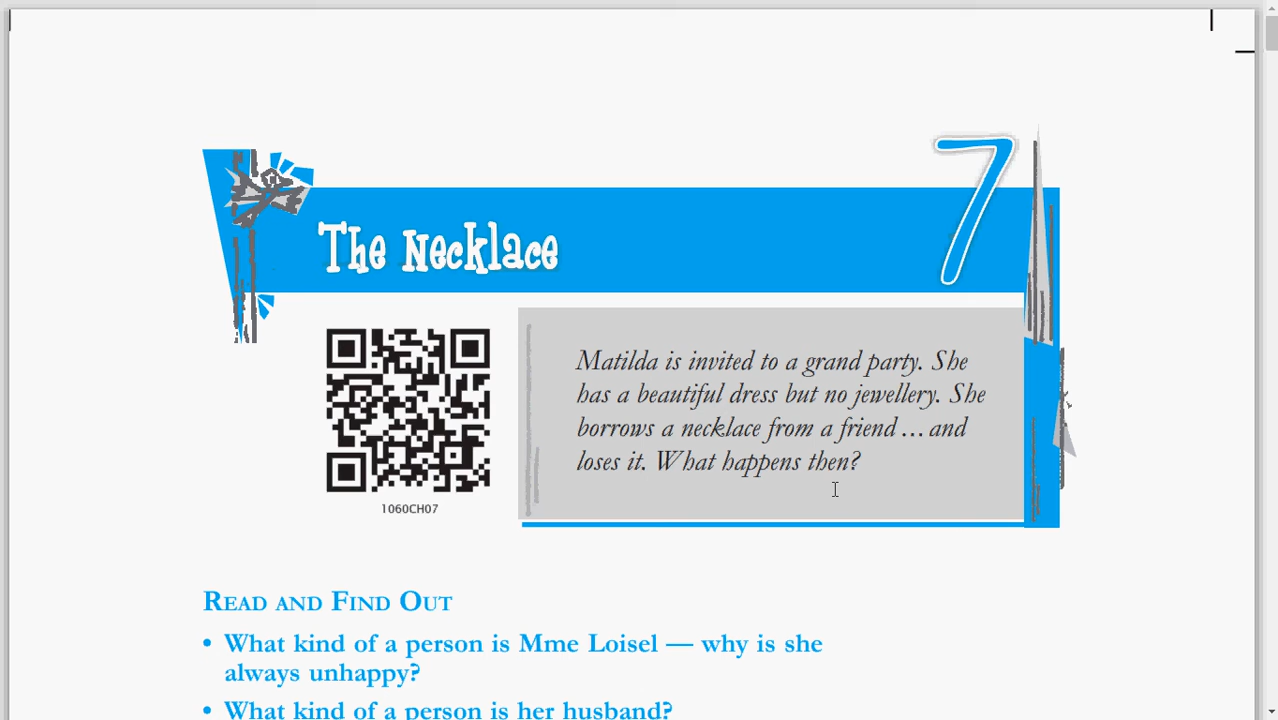 7
The Necklace
Matilda is invited to a grand party. She
has a beautiful dress but no jewellery. She
borrows a necklace from a friend ... and
loses it. What happens then?
1060CH07
READ AND FIND OUT
• What kind of a person is Mme Loisel — why is she
always unhappy?
• What kind of a person is her husband?